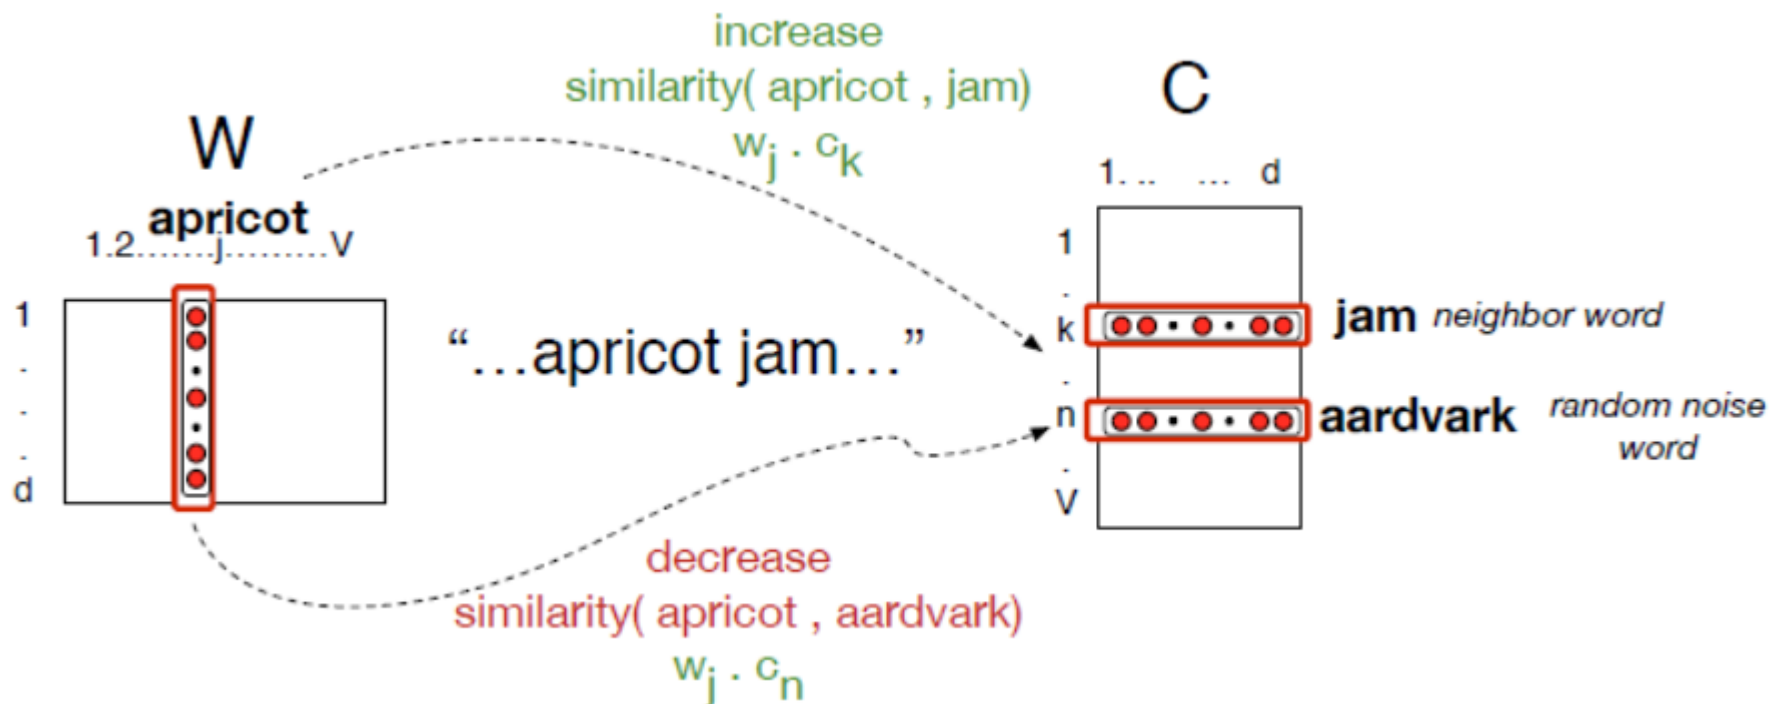 increase
similarity( apricot , jam)
wj . ck
W
apricot
1.2........j.........V
1
.
.
.
d
“...apricot jam...”
C
1. .. ... d
1
.
k
.
n
.
V
jam neighbor word
aardvark random noise
word
decrease
similarity( apricot , aardvark)
wj . cn